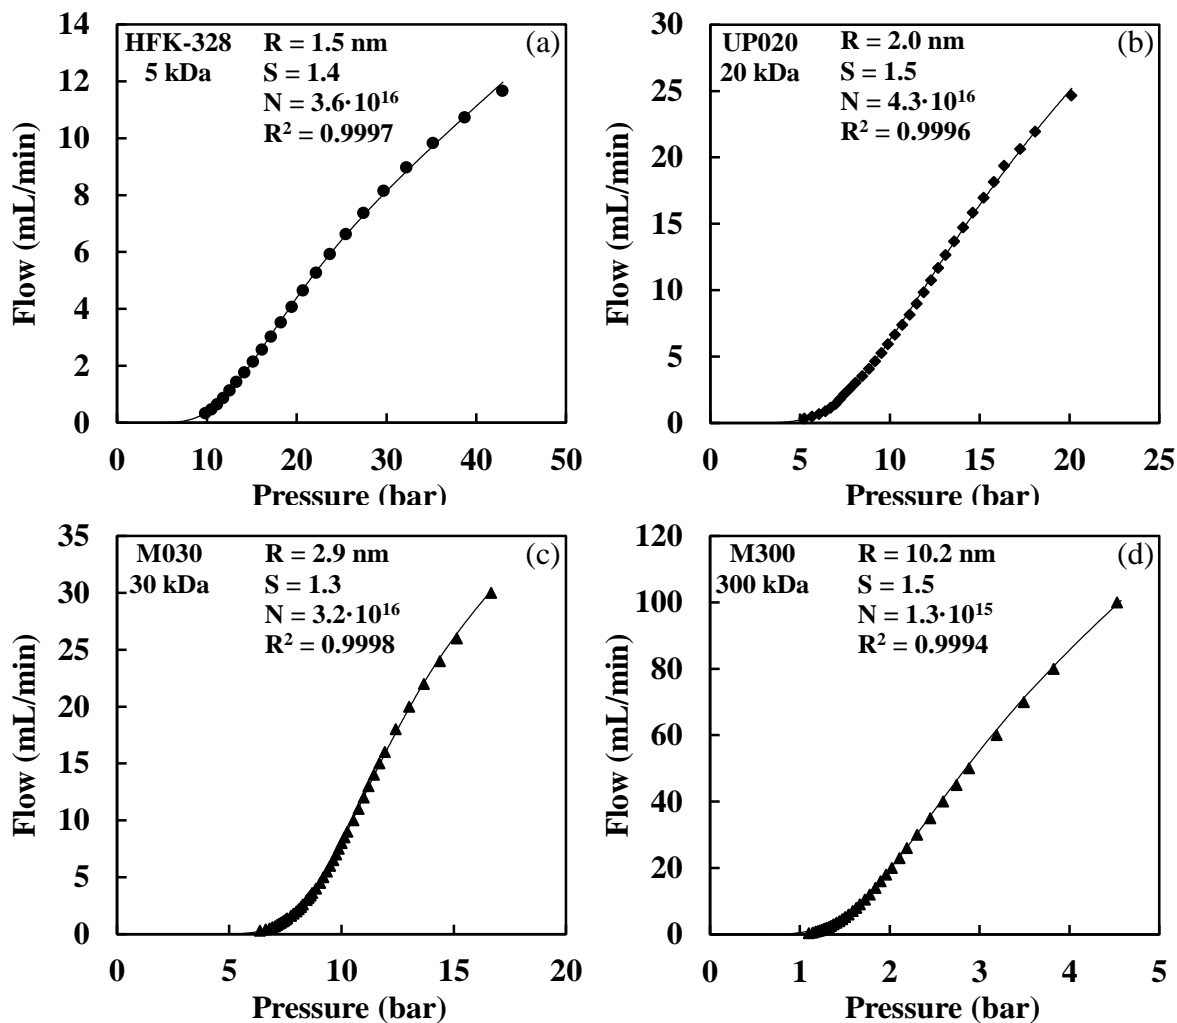 HFK-328
5 kDa
R = 1.5 nm
S = 1.4
N = 3.6·10¹⁶
R² = 0.9997
(a)
14
12
10
8
6
4
2
0
Flow (mL/min)
0 10 20 30 40 50
Pressure (bar)
UP020
20 kDa
R = 2.0 nm
S = 1.5
N = 4.3·10¹⁶
R² = 0.9996
(b)
30
25
20
15
10
5
0
Flow (mL/min)
0 5 10 15 20 25
Pressure (bar)
M030
30 kDa
R = 2.9 nm
S = 1.3
N = 3.2·10¹⁶
R² = 0.9998
(c)
35
30
25
20
15
10
5
0
Flow (mL/min)
0 5 10 15 20
Pressure (bar)
M300
300 kDa
R = 10.2 nm
S = 1.5
N = 1.3·10¹⁵
R² = 0.9994
(d)
120
100
80
60
40
20
0
Flow (mL/min)
0 1 2 3 4 5
Pressure (bar)